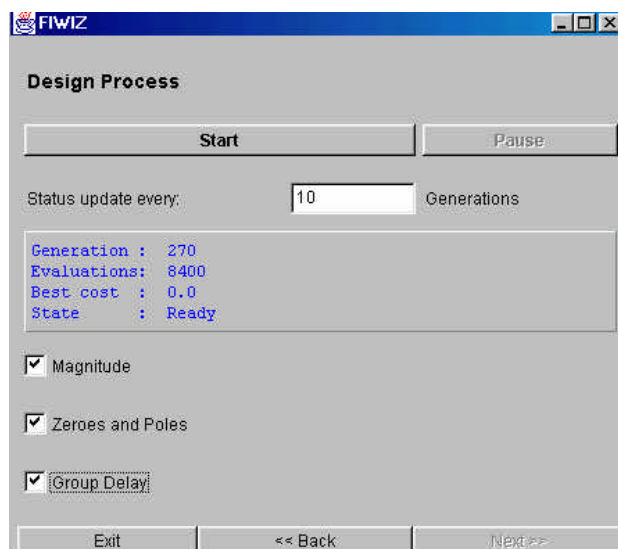 FIWIZ
Design Process
Start Pause
Status update every: 10 Generations
Generation : 270
Evaluations: 8400
Best cost : 0.0
State : Ready
Magnitude
Zeroes and Poles
Group Delay
Exit << Back Next >>